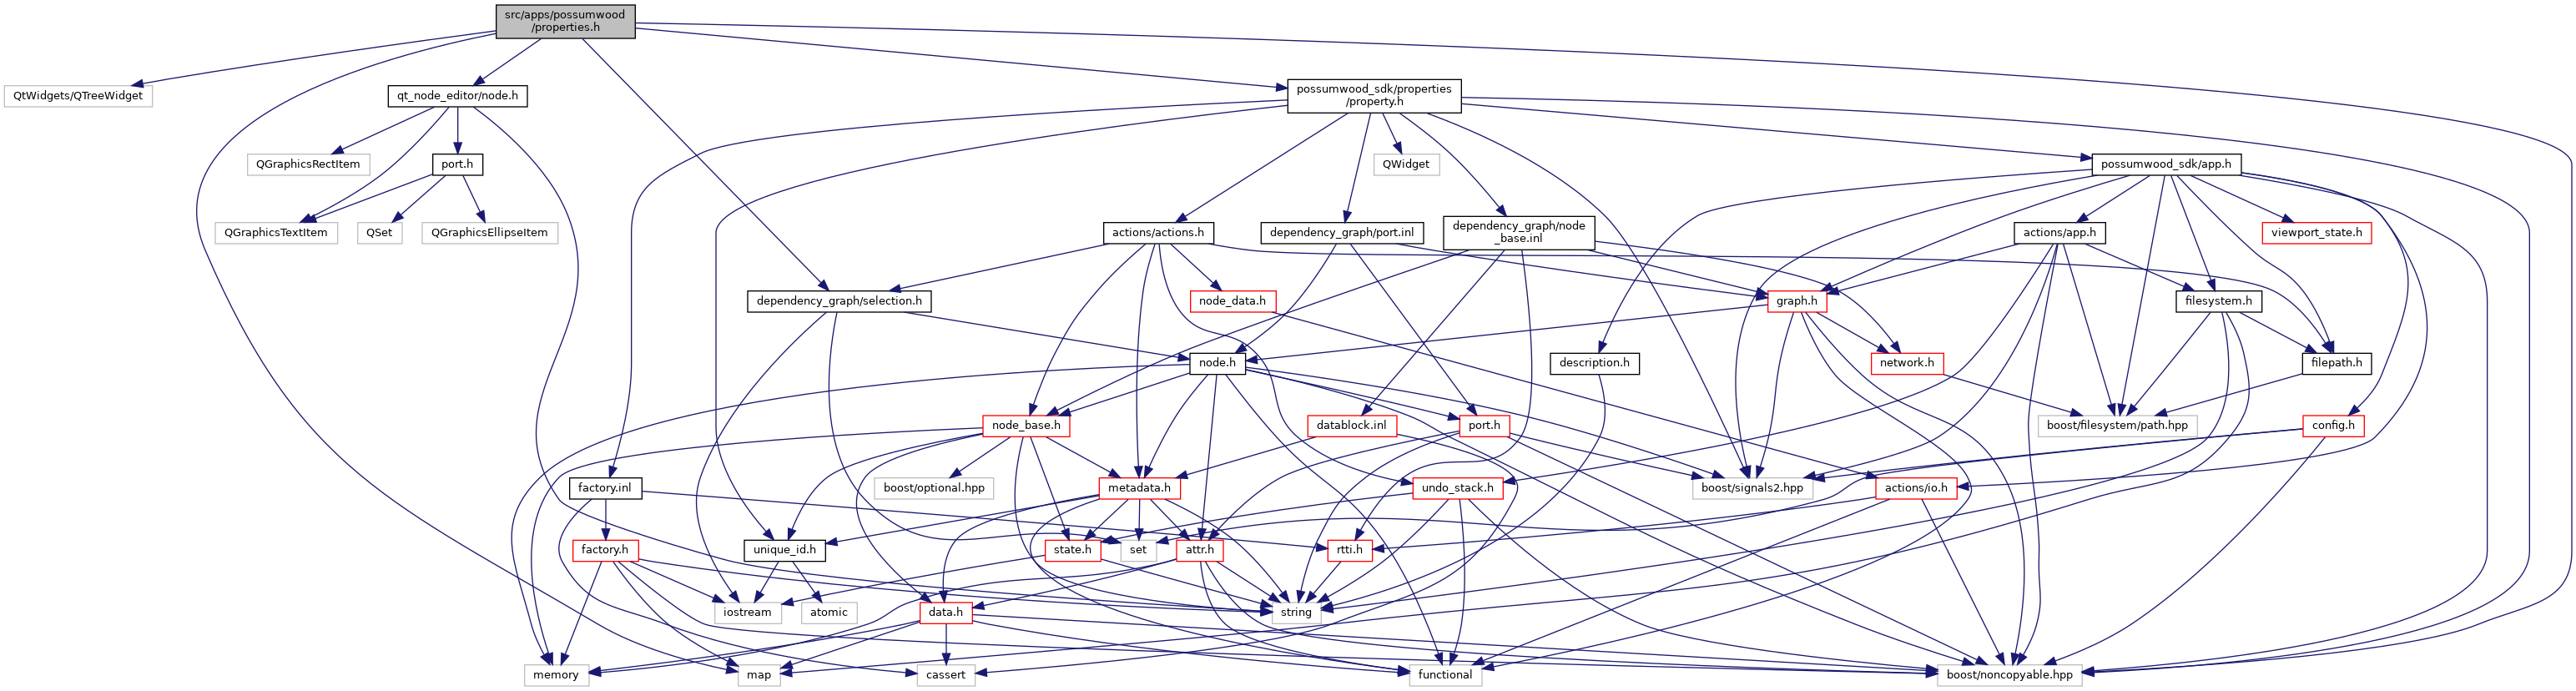 src/apps/possumwood
/properties.h
QtWidgets/QTreeWidget
qt_node_editor/node.h
possumwood_sdk/properties
/property.h
QGraphicsRectItem
port.h
QWidget
possumwood_sdk/app.h
QGraphicsTextItem
QSet
QGraphicsEllipseItem
actions/actions.h
dependency_graph/port.inl
dependency_graph/node
_base.inl
actions/app.h
viewport_state.h
dependency_graph/selection.h
node_data.h
graph.h
filesystem.h
node.h
description.h
network.h
filepath.h
node_base.h
datablock.inl
port.h
boost/filesystem/path.hpp
config.h
factory.inl
boost/optional.hpp
metadata.h
undo_stack.h
boost/signals2.hpp
actions/io.h
factory.h
unique_id.h
state.h
set
attr.h
rtti.h
iostream
atomic
data.h
string
memory
map
cassert
functional
boost/noncopyable.hpp